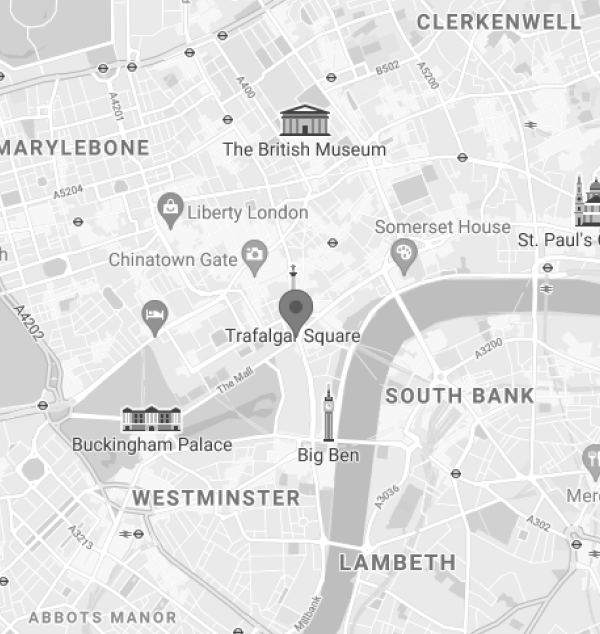 CLERKENWELL
B502
A5200
A400
A4201
The British Museum
MARYLEBONE
A5204
Liberty London
Somerset House
St. Paul's
Chinatown Gate
A4202
Trafalgar Square
A3200
The Mall
SOUTH BANK
Buckingham Palace
Big Ben
WESTMINSTER
A3036
Mer
A302
A3213
LAMBETH
Millbank
ABBOTS MANOR